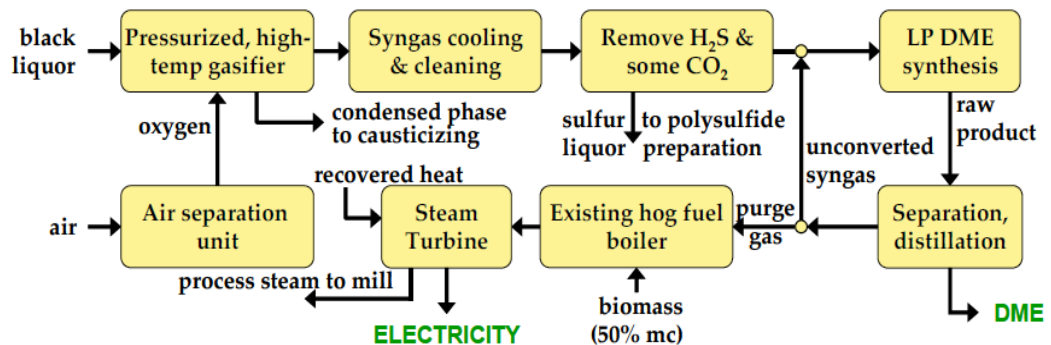 black
liquor
Pressurized, high-
temp gasifier
Syngas cooling
& cleaning
Remove H₂S &
some CO₂
LP DME
synthesis
oxygen
condensed phase
to causticizing
sulfur
liquor
to polysulfide
preparation
raw
product
unconverted
syngas
recovered heat
air
Air separation
unit
Steam
Turbine
Existing hog fuel
boiler
purge
gas
Separation,
distillation
process steam to mill
ELECTRICITY
biomass
(50% mc)
DME